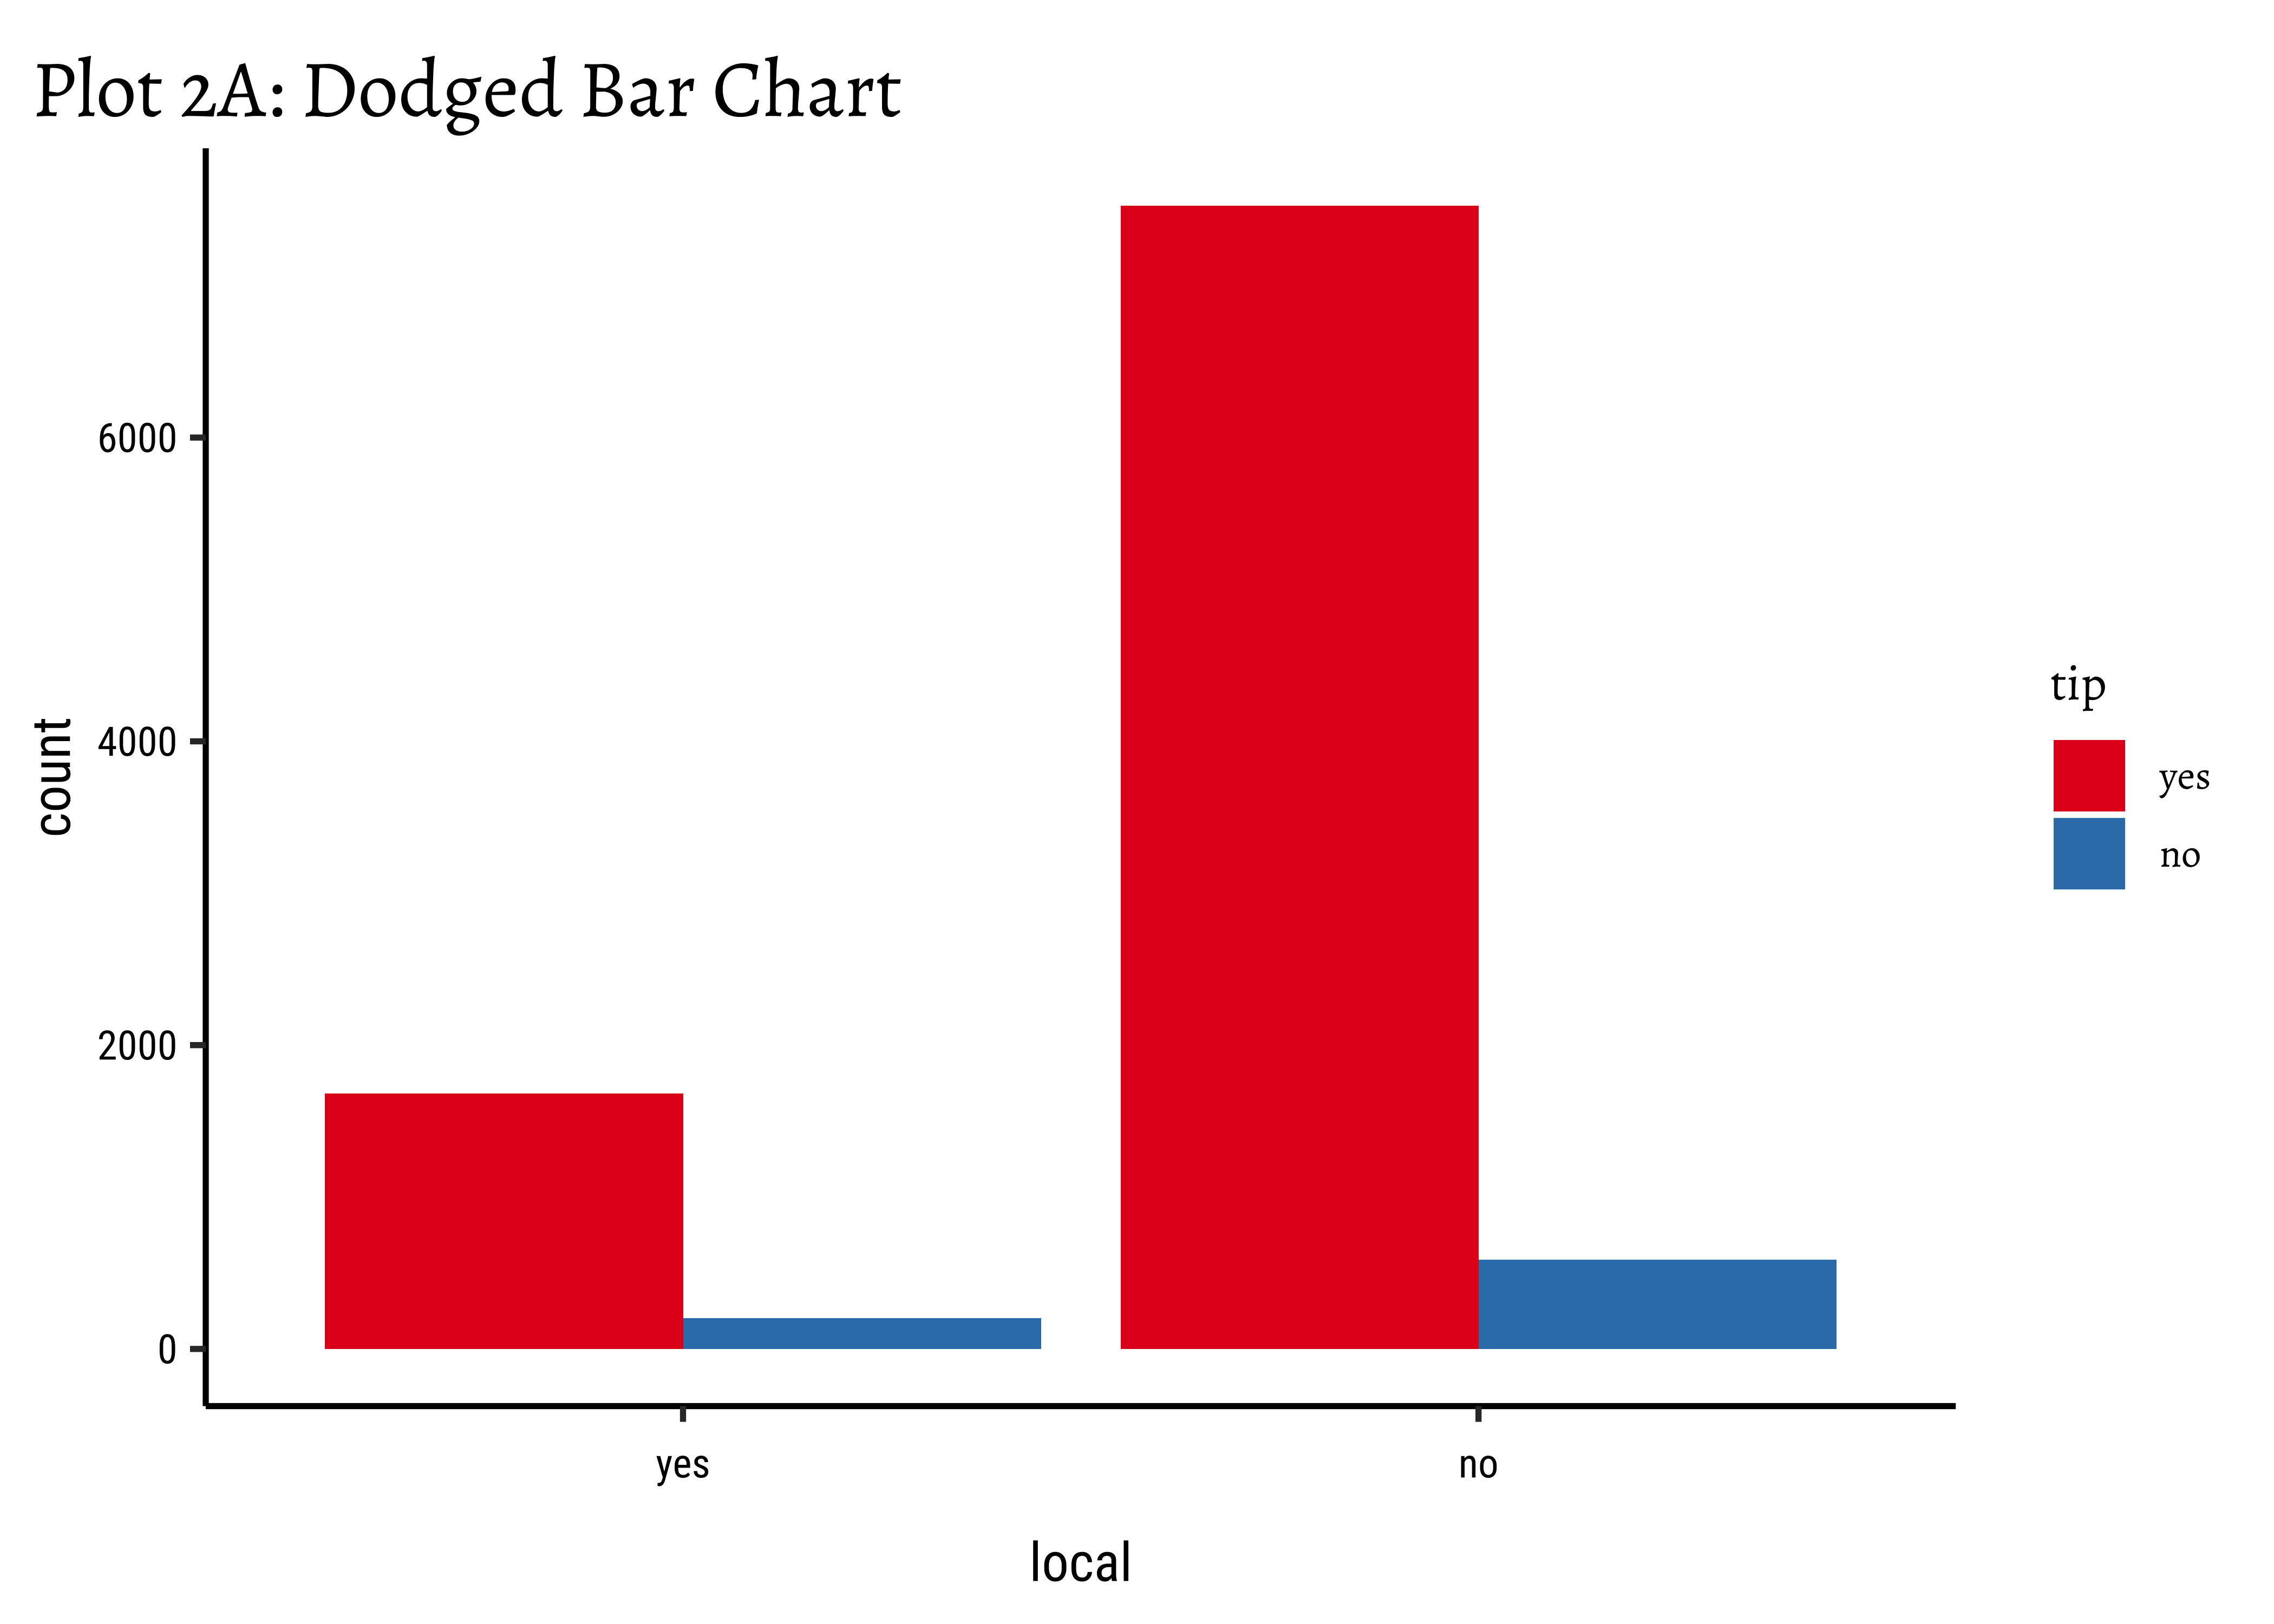 Plot 2A: Dodged Bar Chart
count
6000
4000
2000
0
yes
no
local
tip
yes
no